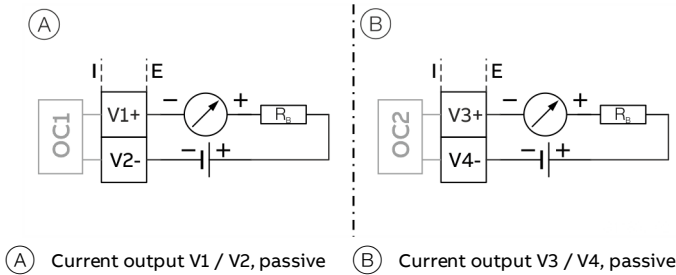 A
B
I E
I E
− + R_B
− + R_B
OC1 V1+
OC2 V3+
V2- − +
V4- − +
A Current output V1 / V2, passive
B Current output V3 / V4, passive